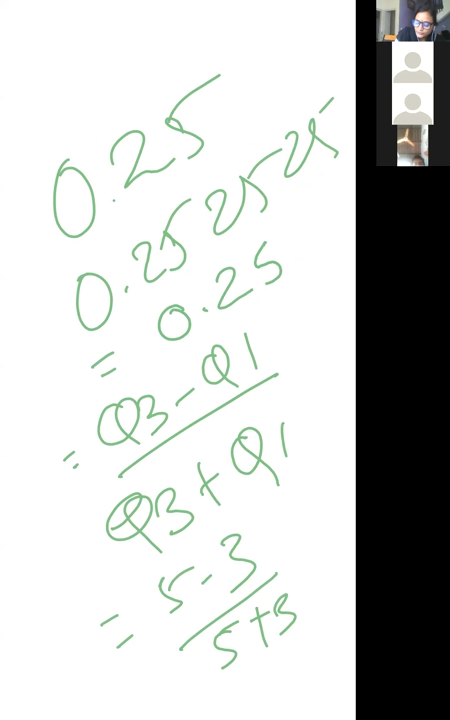 0.25
0.25 25 25
= 0.25
= Q3 - Q1
Q3 + Q1
= 5 - 3
5 + 3